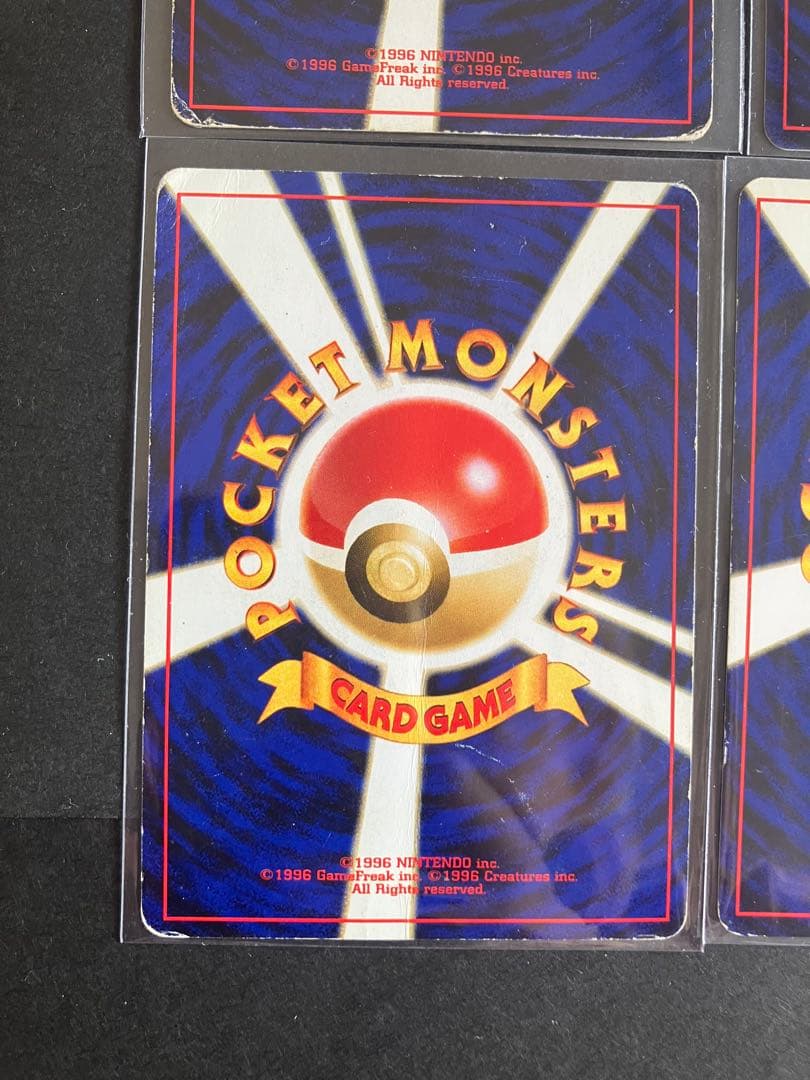 ©1996 NINTENDO inc.
©1996 GameFreak inc. ©1996 Creatures inc.
All Rights reserved.
POCKET MONSTERS
CARD GAME
©1996 NINTENDO inc.
©1996 GameFreak inc. ©1996 Creatures inc.
All Rights reserved.